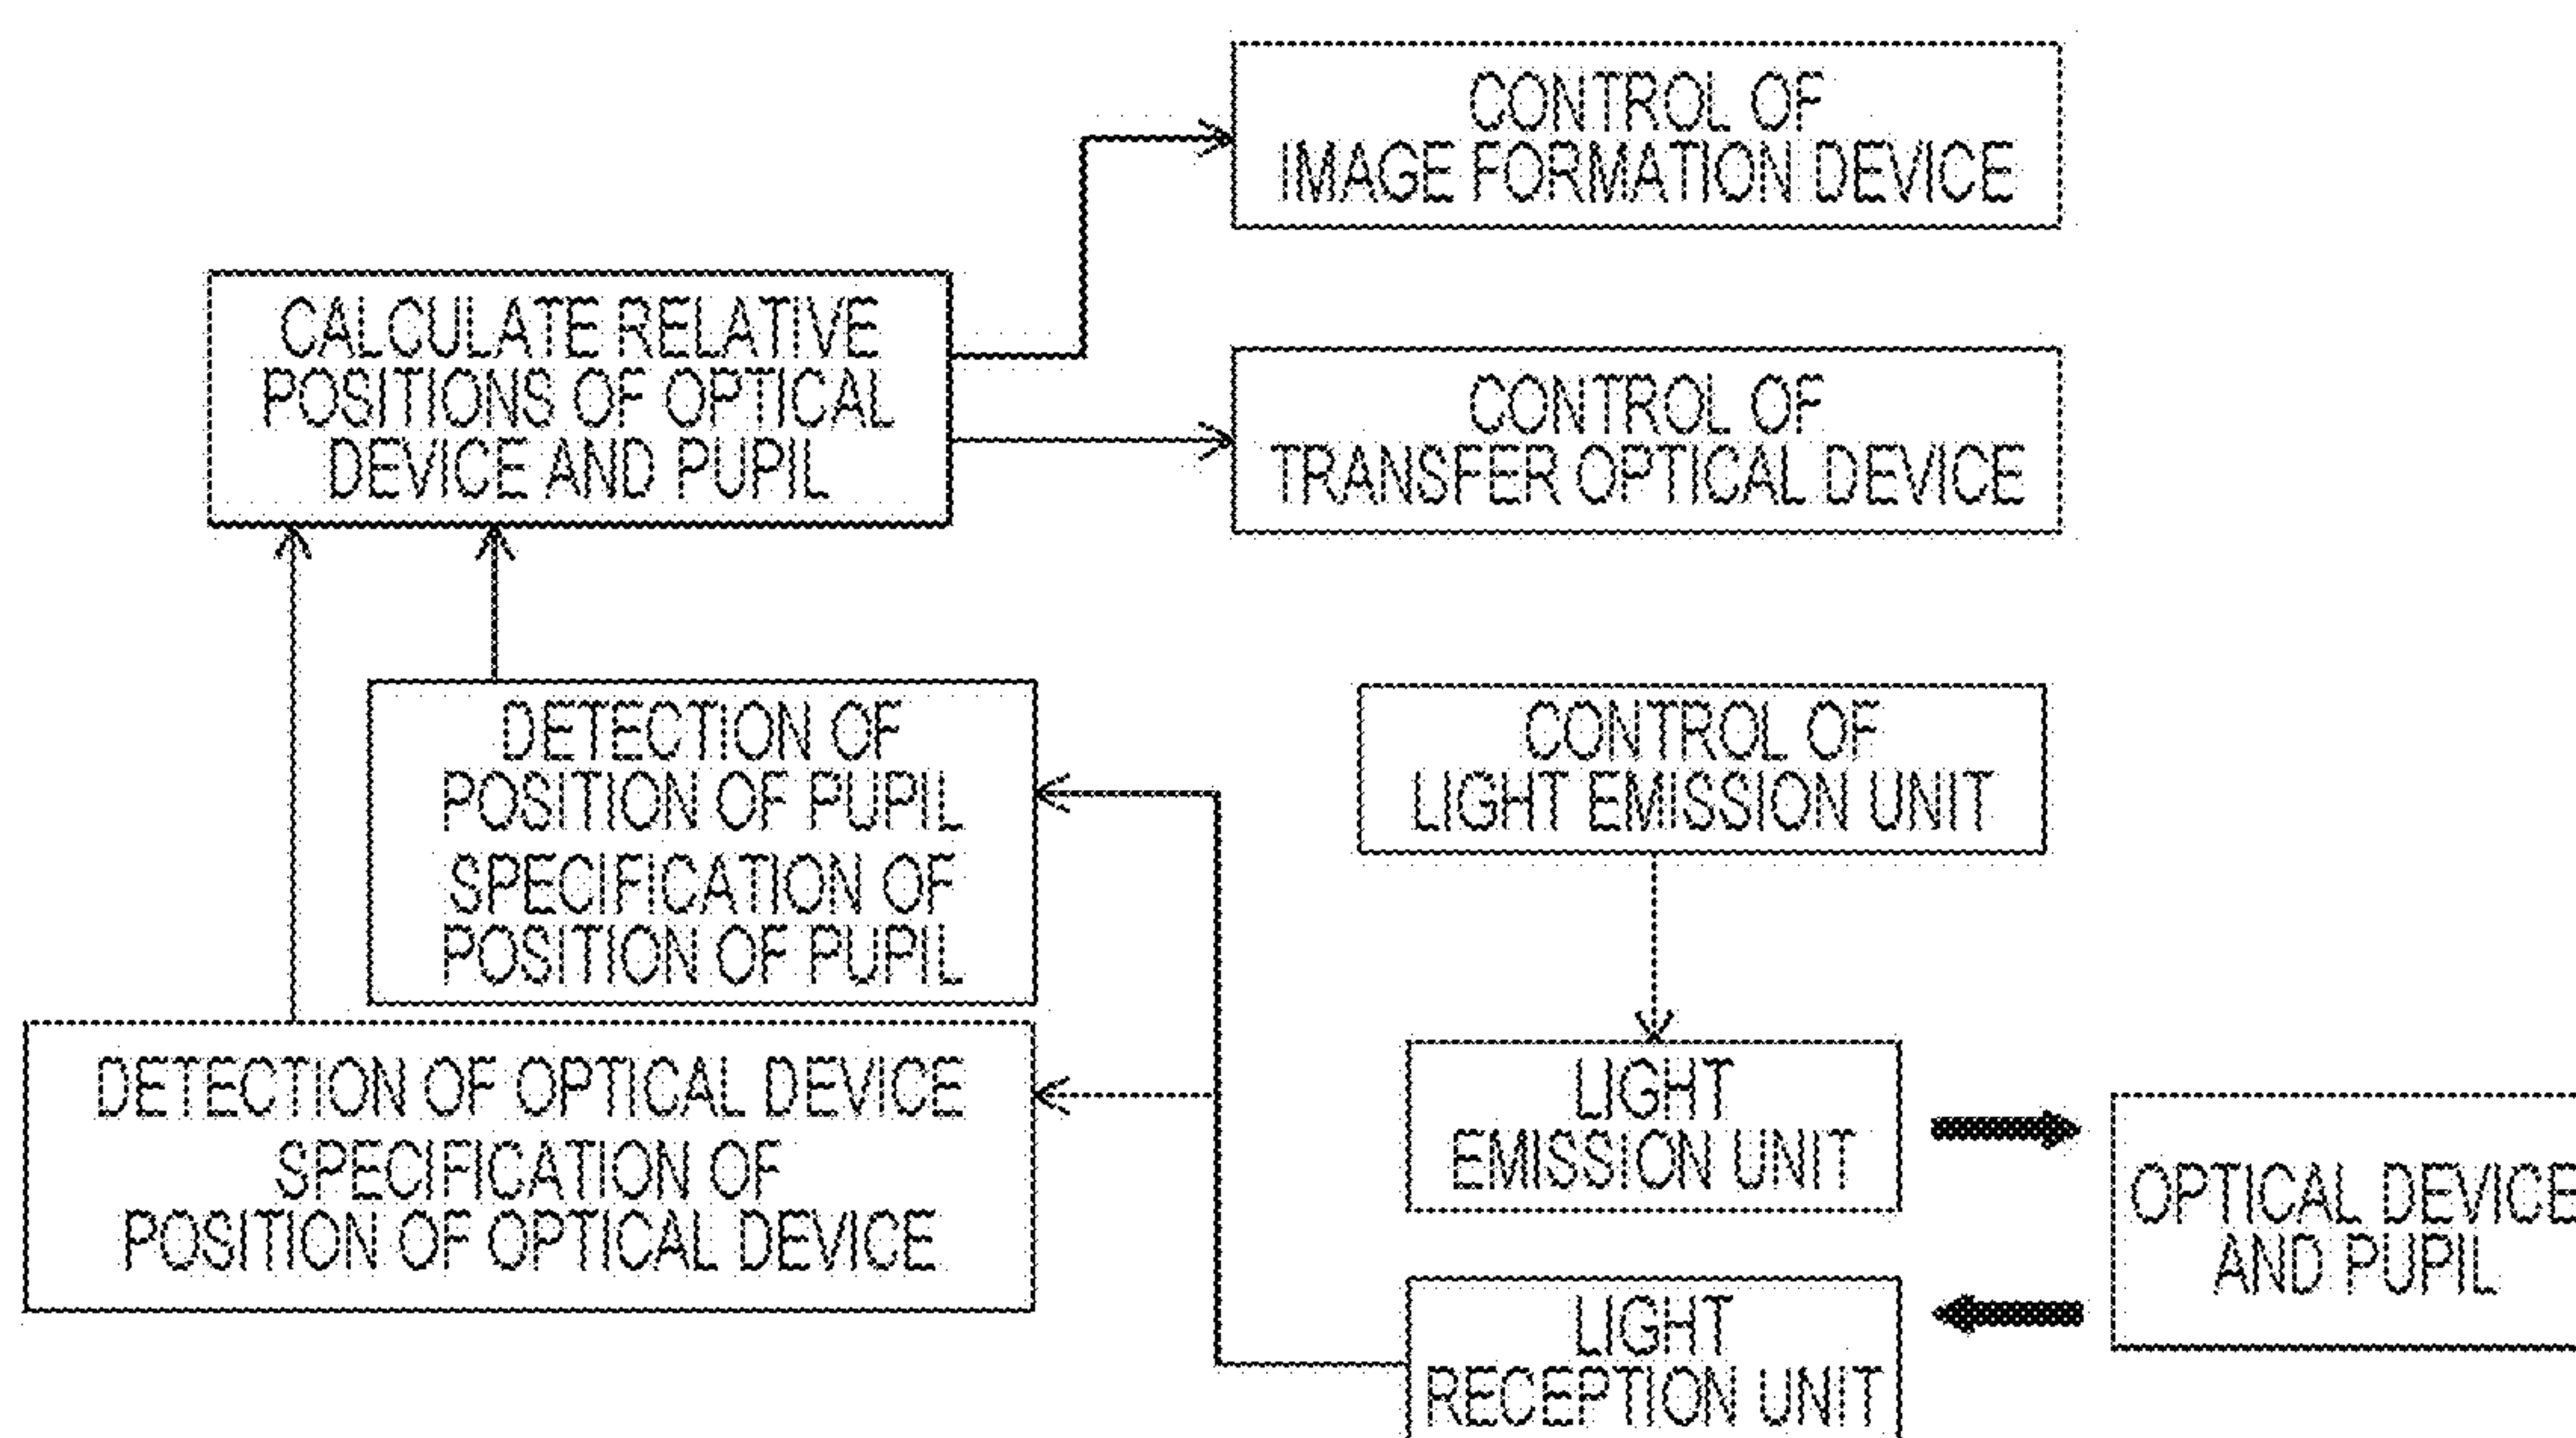 CONTROL OF
IMAGE FORMATION DEVICE
CALCULATE RELATIVE
POSITIONS OF OPTICAL
DEVICE AND PUPIL
CONTROL OF
TRANSFER OPTICAL DEVICE
DETECTION OF
POSITION OF PUPIL
SPECIFICATION OF
POSITION OF PUPIL
CONTROL OF
LIGHT EMISSION UNIT
DETECTION OF OPTICAL DEVICE
SPECIFICATION OF
POSITION OF OPTICAL DEVICE
LIGHT
EMISSION UNIT
OPTICAL DEVICE
AND PUPIL
LIGHT
RECEPTION UNIT